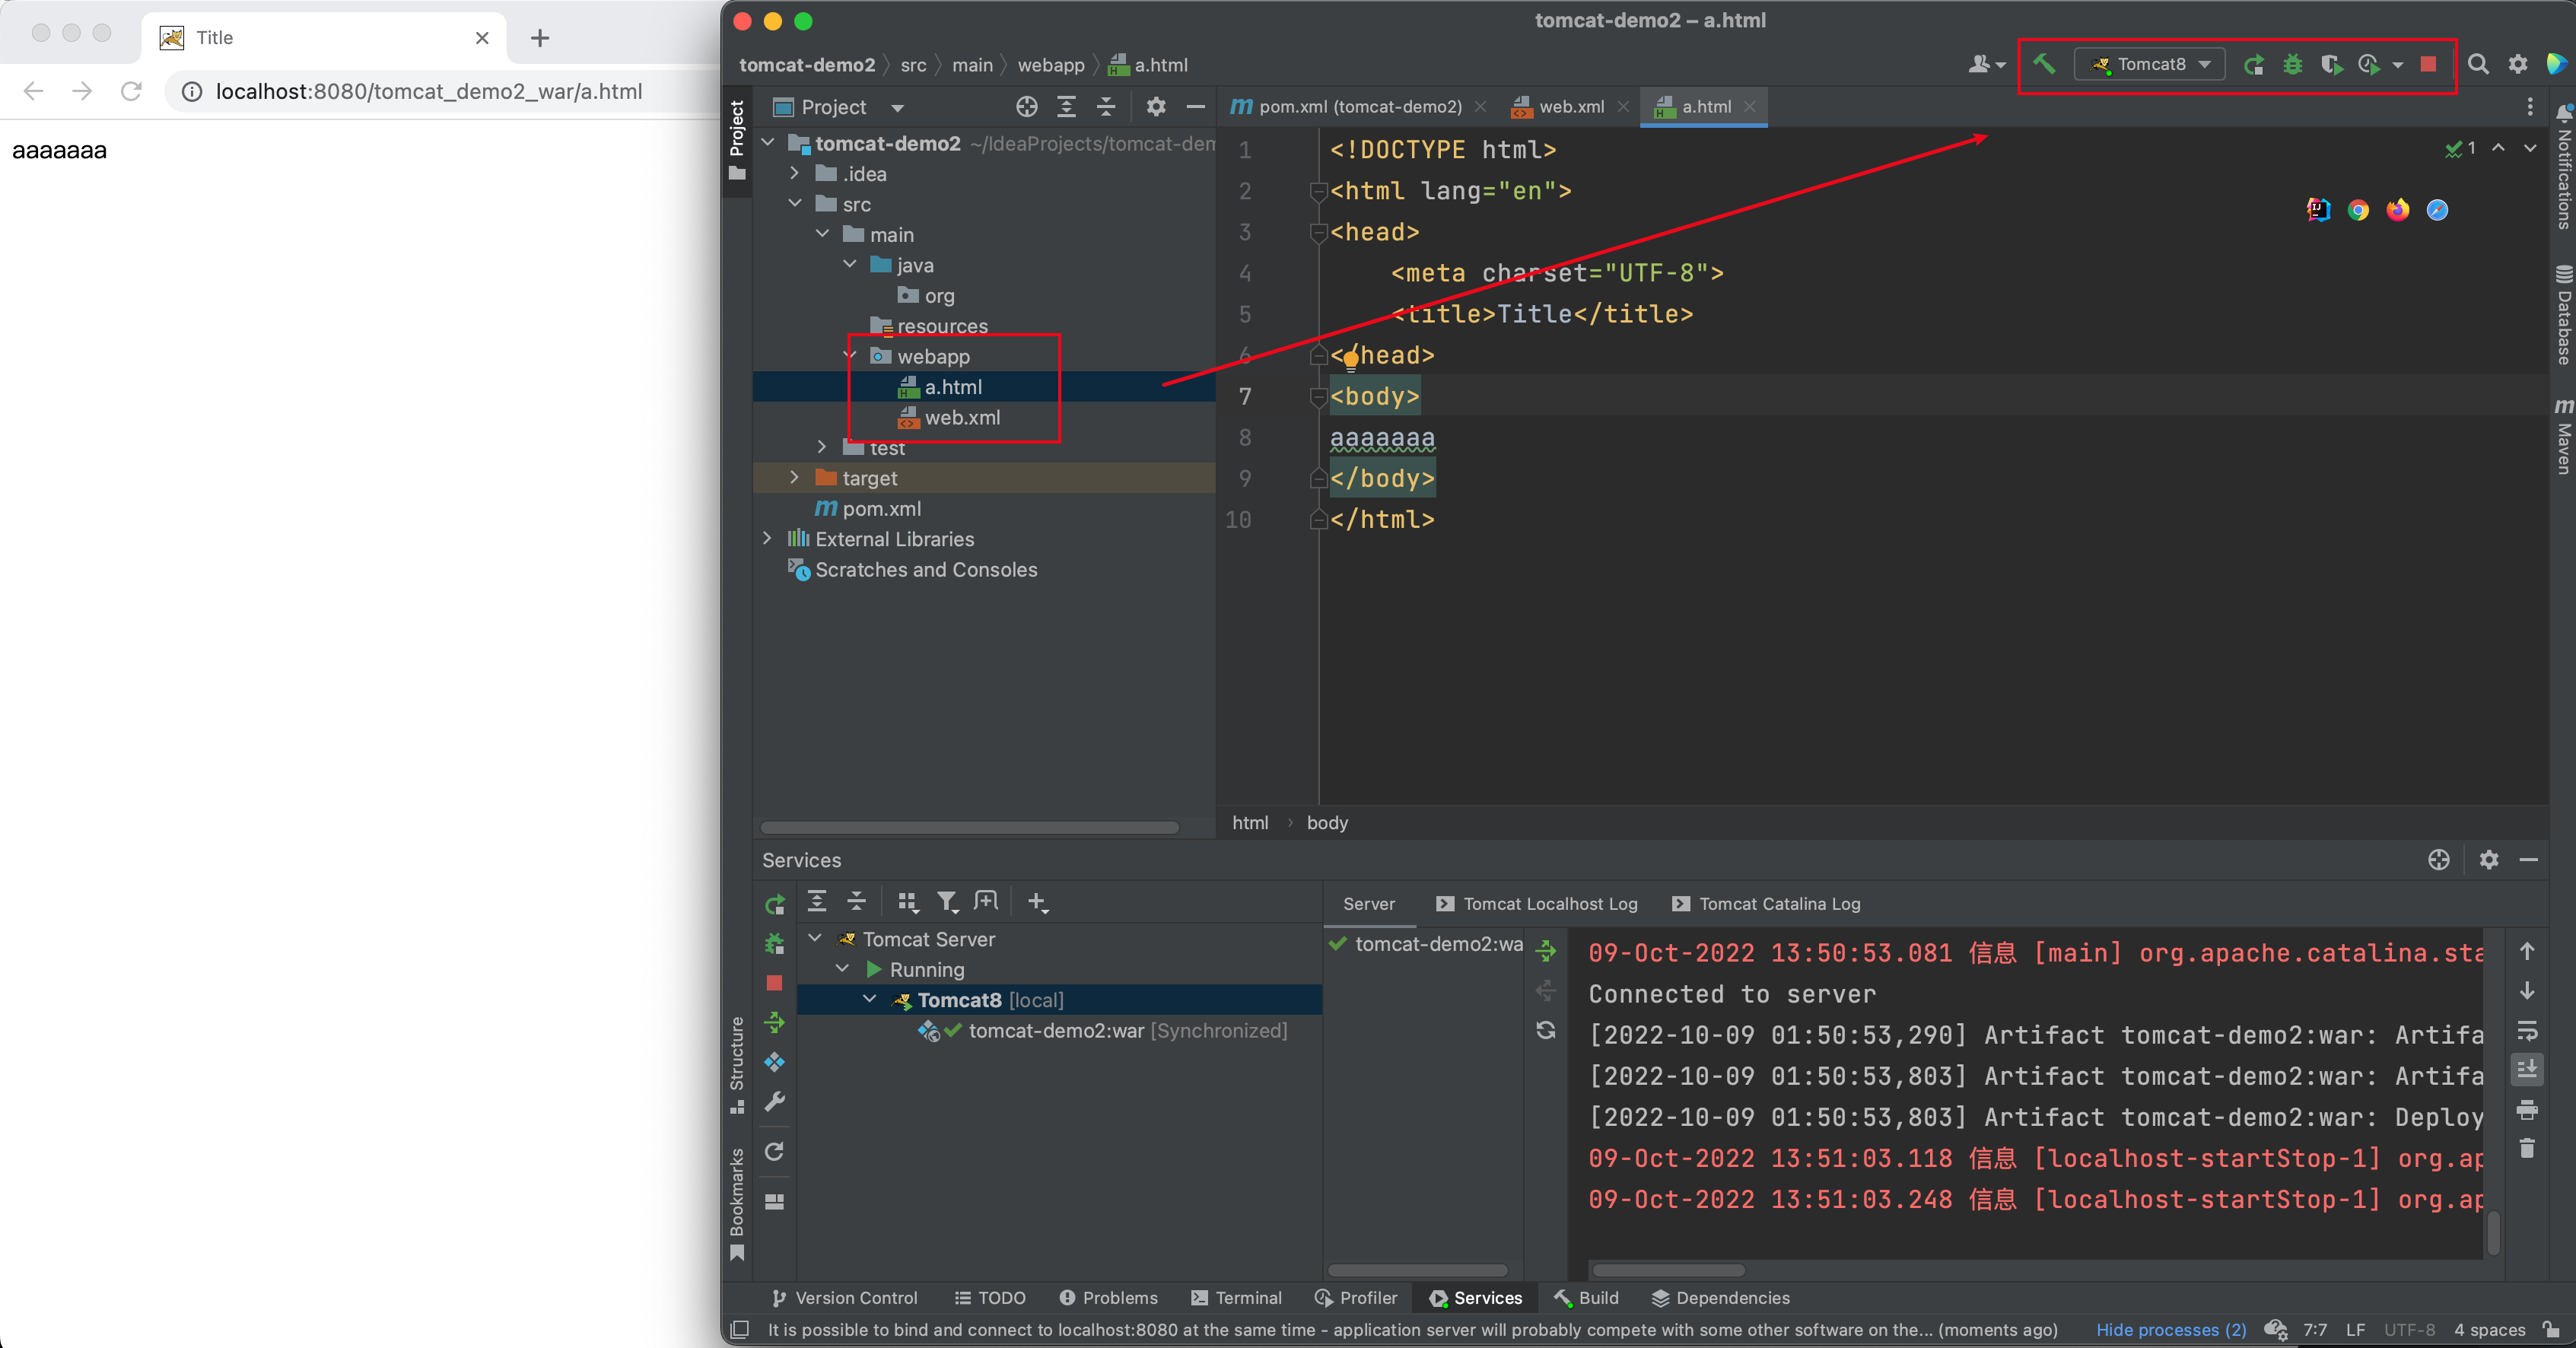 Title
localhost:8080/tomcat_demo2_war/a.html
aaaaaaa
tomcat-demo2 – a.html
tomcat-demo2 src main webapp a.html
Tomcat8
Project
Project
tomcat-demo2 ~/IdeaProjects/tomcat-dem
.idea
src
main
java
org
resources
webapp
a.html
web.xml
test
target
pom.xml
External Libraries
Scratches and Consoles
pom.xml (tomcat-demo2) web.xml a.html
1 <!DOCTYPE html>
2 <html lang="en">
3 <head>
4 <meta charset="UTF-8">
5 <title>Title</title>
6 </head>
7 <body>
8 aaaaaaa
9 </body>
10 </html>
1
html body
Notifications
Database
Maven
Services
Tomcat Server
Running
Tomcat8 [local]
tomcat-demo2:war [Synchronized]
Server Tomcat Localhost Log Tomcat Catalina Log
tomcat-demo2:wa
09-Oct-2022 13:50:53.081 信息 [main] org.apache.catalina.sta
Connected to server
[2022-10-09 01:50:53,290] Artifact tomcat-demo2:war: Artifa
[2022-10-09 01:50:53,803] Artifact tomcat-demo2:war: Artifa
[2022-10-09 01:50:53,803] Artifact tomcat-demo2:war: Deploy
09-Oct-2022 13:51:03.118 信息 [localhost-startStop-1] org.ap
09-Oct-2022 13:51:03.248 信息 [localhost-startStop-1] org.ap
Structure
Bookmarks
Version Control TODO Problems Terminal Profiler Services Build Dependencies
It is possible to bind and connect to localhost:8080 at the same time - application server will probably compete with some other software on the... (moments ago) Hide processes (2) 7:7 LF UTF-8 4 spaces